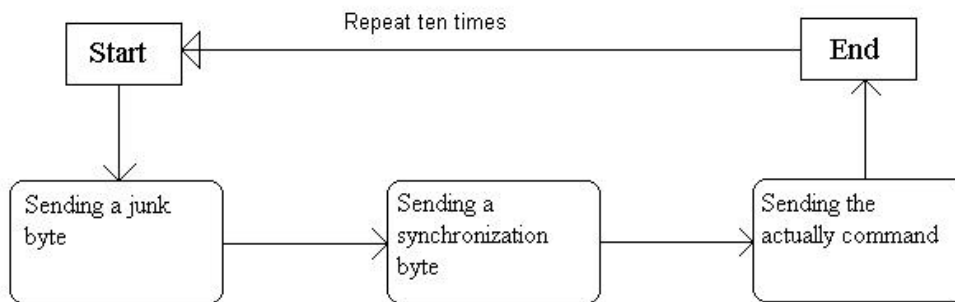 Repeat ten times
Start
End
Sending a junk
byte
Sending a
synchronization
byte
Sending the
actually command